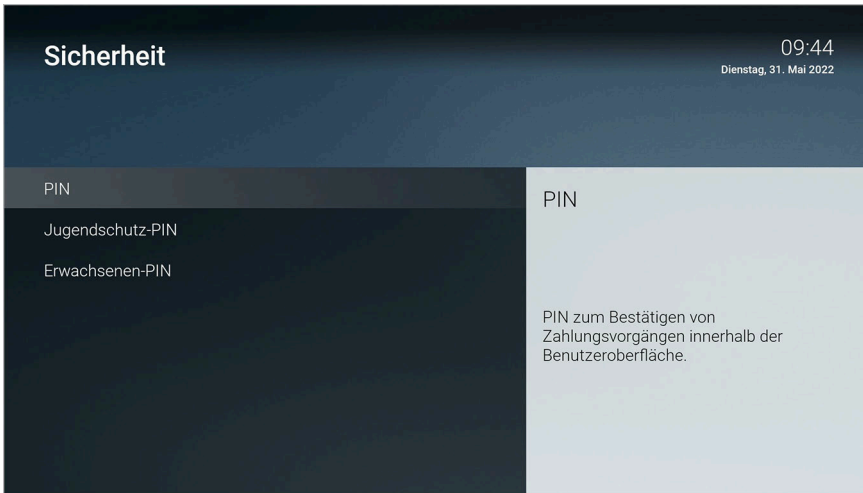 Sicherheit
09:44
Dienstag, 31. Mai 2022
PIN
Jugendschutz-PIN
Erwachsenen-PIN
PIN
PIN zum Bestätigen von
Zahlungsvorgängen innerhalb der
Benutzeroberfläche.